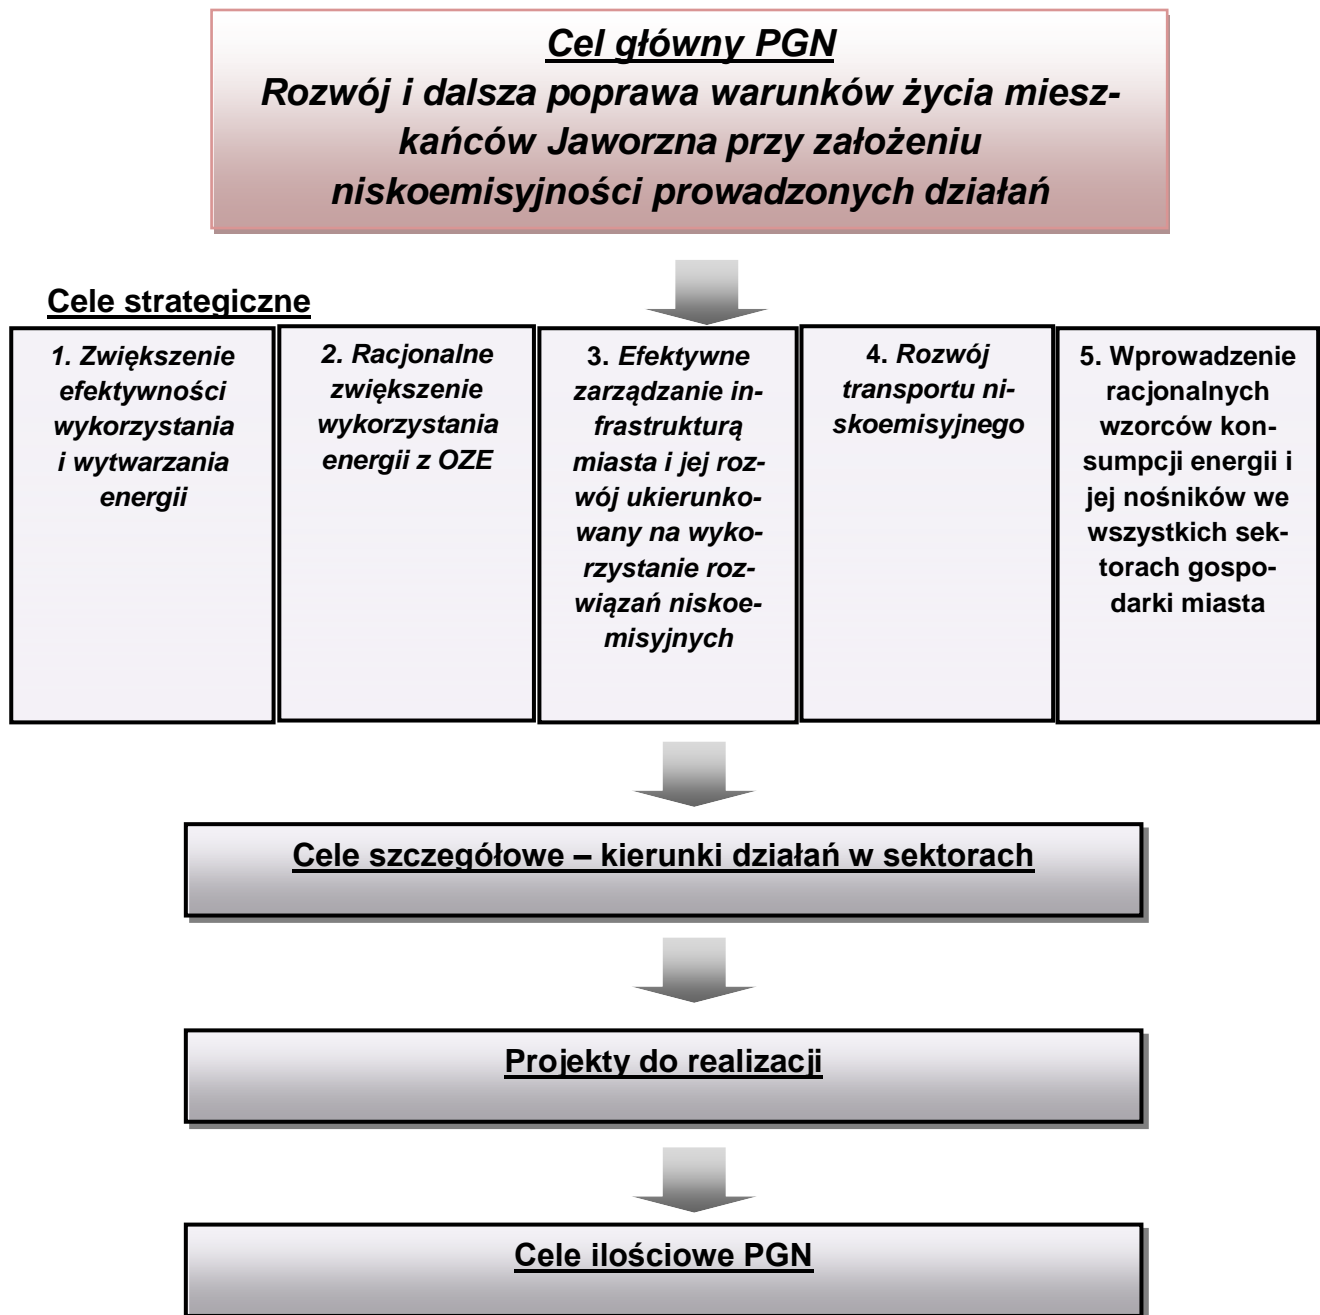 Cel główny PGN
Rozwój i dalsza poprawa warunków życia miesz-
kańców Jaworzna przy założeniu
niskoemisyjności prowadzonych działań
Cele strategiczne
1. Zwiększenie
efektywności
wykorzystania
i wytwarzania
energii
2. Racjonalne
zwiększenie
wykorzystania
energii z OZE
3. Efektywne
zarządzanie in-
frastrukturą
miasta i jej roz-
wój ukierunko-
wany na wyko-
rzystanie roz-
wiązań niskoe-
misyjnych
4. Rozwój
transportu ni-
skoemisyjnego
5. Wprowadzenie
racjonalnych
wzorców kon-
sumpcji energii i
jej nośników we
wszystkich sek-
torach gospo-
darki miasta
Cele szczegółowe – kierunki działań w sektorach
Projekty do realizacji
Cele ilościowe PGN